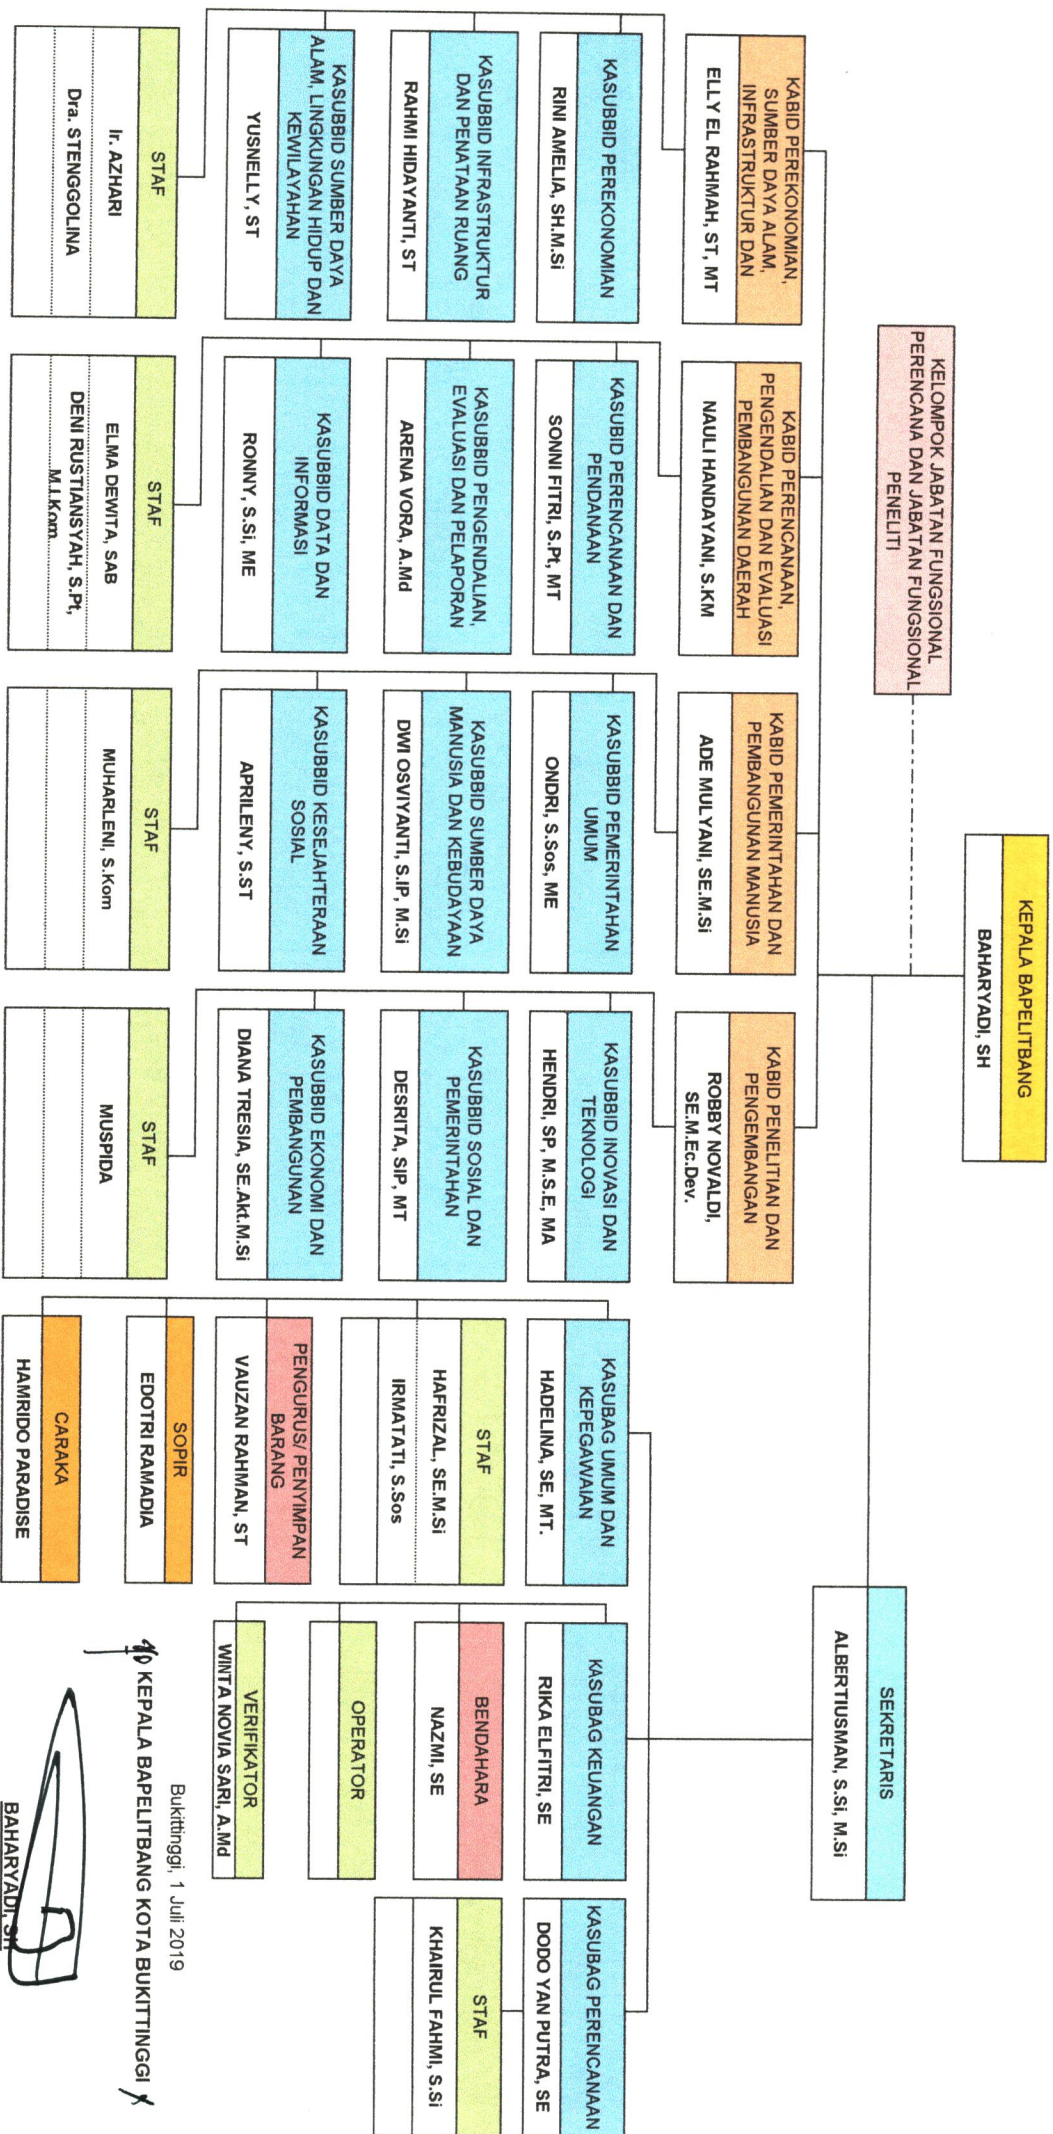 KEPALA BAPELITBANG
BAHARYADI, SH
KELOMPOK JABATAN FUNGSIONAL
PERENCANA DAN JABATAN FUNGSIONAL
PENELITI
SEKRETARIS
ALBERTIUSMAN, S.Si, M.Si
KABID PEREKONOMIAN,
SUMBER DAYA ALAM,
INFRASTRUKTUR DAN
ELLY EL RAHMAH, ST, MT
KASUBBID PEREKONOMIAN
RINI AMELIA, SH.M.Si
KASUBBID INFRASTRUKTUR
DAN PENATAAN RUANG
RAHMI HIDAYANTI, ST
KASUBBID SUMBER DAYA
ALAM, LINGKUNGAN HIDUP DAN
KEWILAYAHAN
YUSNELLY, ST
STAF
Ir. AZHARI
Dra. STENGGOLINA
KABID PERENCANAAN,
PENGENDALIAN DAN EVALUASI
PEMBANGUNAN DAERAH
NAULI HANDAYANI, S.KM
KASUBID PERENCANAAN DAN
PENDANAAN
SONNI FITRI, S.Pt, MT
KASUBBID PENGENDALIAN,
EVALUASI DAN PELAPORAN
ARENA VORA, A.Md
KASUBBID DATA DAN
INFORMASI
RONNY, S.Si, ME
STAF
ELMA DEWITA, SAB
DENI RUSTIANSYAH, S.Pt,
M.I.Kom
KABID PEMERINTAHAN DAN
PEMBANGUNAN MANUSIA
ADE MULYANI, SE.M.Si
KASUBBID PEMERINTAHAN
UMUM
ONDRI, S.Sos, ME
KASUBBID SUMBER DAYA
MANUSIA DAN KEBUDAYAAN
DWI OSVIYANTI, S.IP, M.Si
KASUBBID KESEJAHTERAAN
SOSIAL
APRILENY, S.ST
STAF
MUHARLENI, S.Kom
KABID PENELITIAN DAN
PENGEMBANGAN
ROBBY NOVALDI,
SE.M.Ec.Dev.
KASUBBID INOVASI DAN
TEKNOLOGI
HENDRI, SP, M.S.E, MA
KASUBBID SOSIAL DAN
PEMERINTAHAN
DESRITA, SIP, MT
KASUBBID EKONOMI DAN
PEMBANGUNAN
DIANA TRESIA, SE.Akt.M.Si
STAF
MUSPIDA
KASUBAG UMUM DAN
KEPEGAWAIAN
HADELINA, SE, MT.
STAF
HAFRIZAL, SE.M.Si
IRMATATI, S.Sos
PENGURUS/ PENYIMPAN
BARANG
VAUZAN RAHMAN, ST
SOPIR
EDOTRI RAMADIA
CARAKA
HAMRIDO PARADISE
KASUBAG KEUANGAN
RIKA ELFITRI, SE
BENDAHARA
NAZMI, SE
OPERATOR
VERIFIKATOR
WINTA NOVIA SARI, A.Md
KASUBAG PERENCANAAN
DODO YAN PUTRA, SE
STAF
KHAIRUL FAHMI, S.Si
Bukittinggi, 1 Juli 2019
KEPALA BAPELITBANG KOTA BUKITTINGGI
BAHARYADI, SH